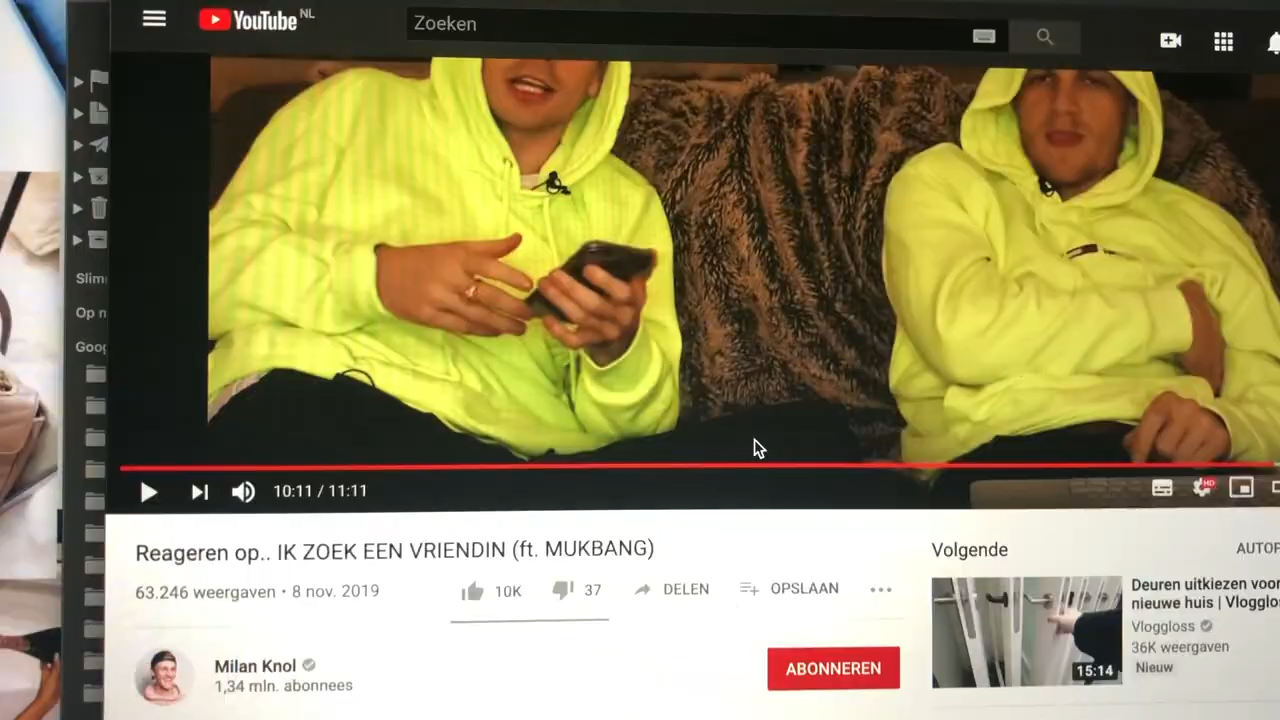 YouTube NL
Zoeken
Slim
Op
Goog
10:11 / 11:11
HD
Reageren op.. IK ZOEK EEN VRIENDIN (ft. MUKBANG)
63.246 weergaven • 8 nov. 2019
10K
37
DELEN
OPSLAAN
Milan Knol
1,34 mln. abonnees
ABONNEREN
Volgende
AUTOP
Deuren uitkiezen voor
nieuwe huis | Vlogglos
Vloggloss
36K weergaven
Nieuw
15:14